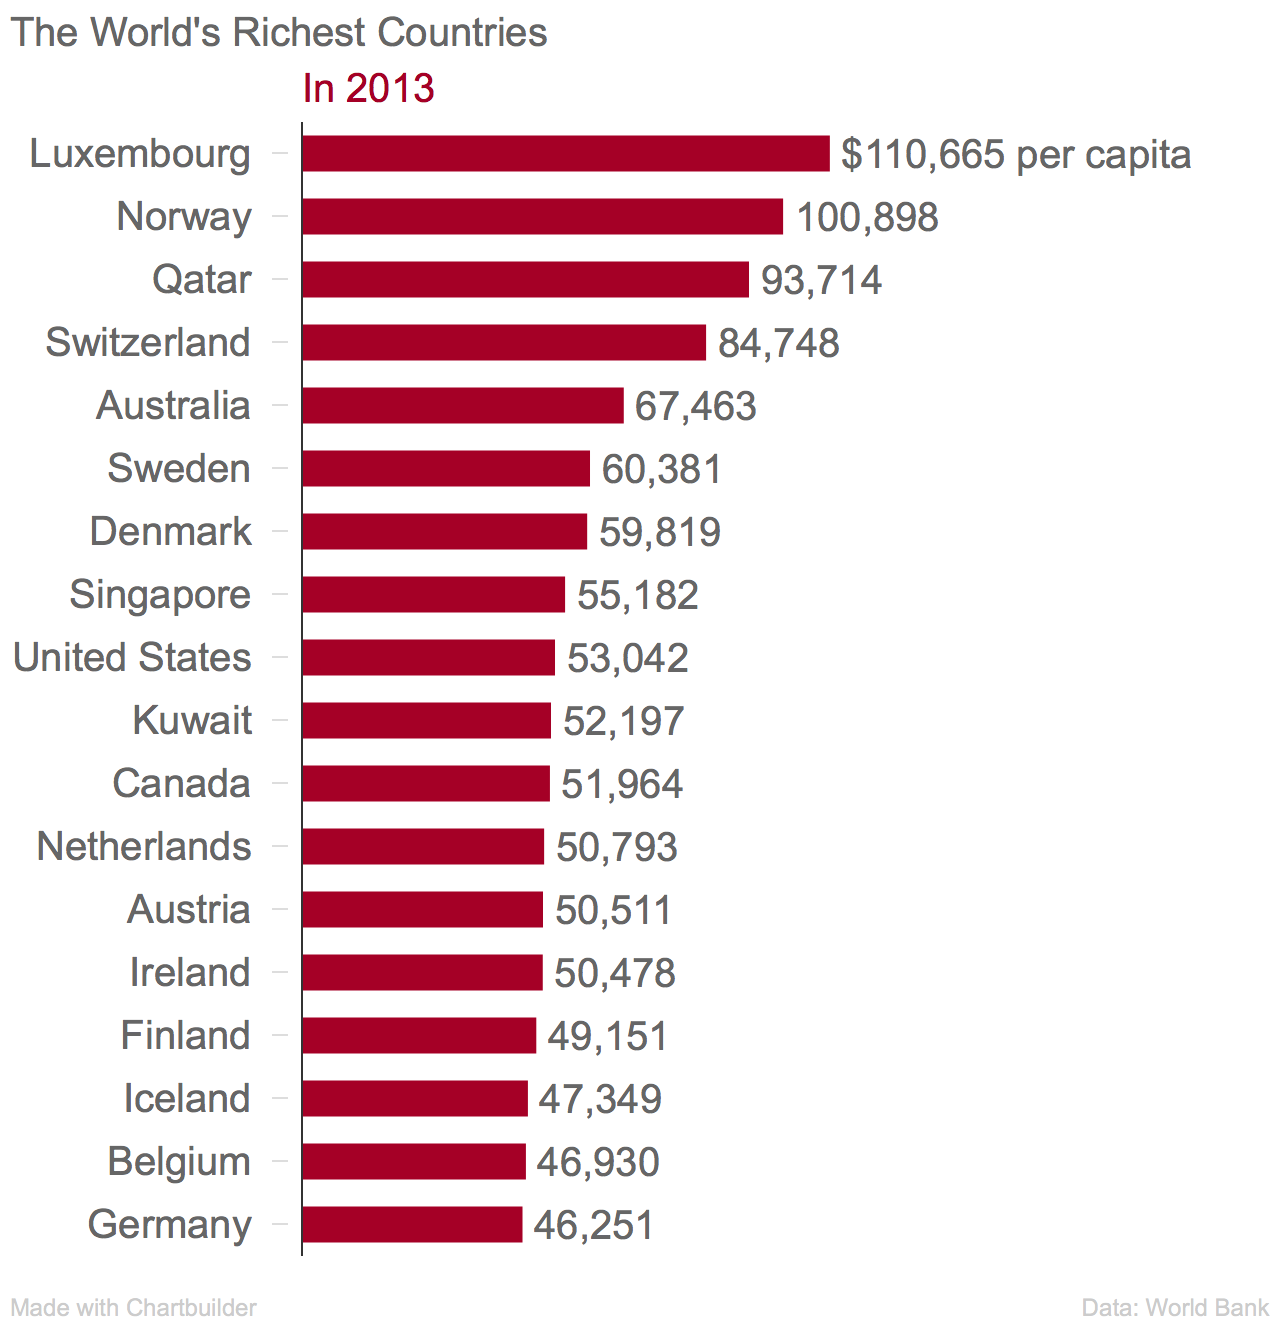 The World's Richest Countries
In 2013
Luxembourg $110,665 per capita
Norway 100,898
Qatar 93,714
Switzerland 84,748
Australia 67,463
Sweden 60,381
Denmark 59,819
Singapore 55,182
United States 53,042
Kuwait 52,197
Canada 51,964
Netherlands 50,793
Austria 50,511
Ireland 50,478
Finland 49,151
Iceland 47,349
Belgium 46,930
Germany 46,251
Made with Chartbuilder Data: World Bank